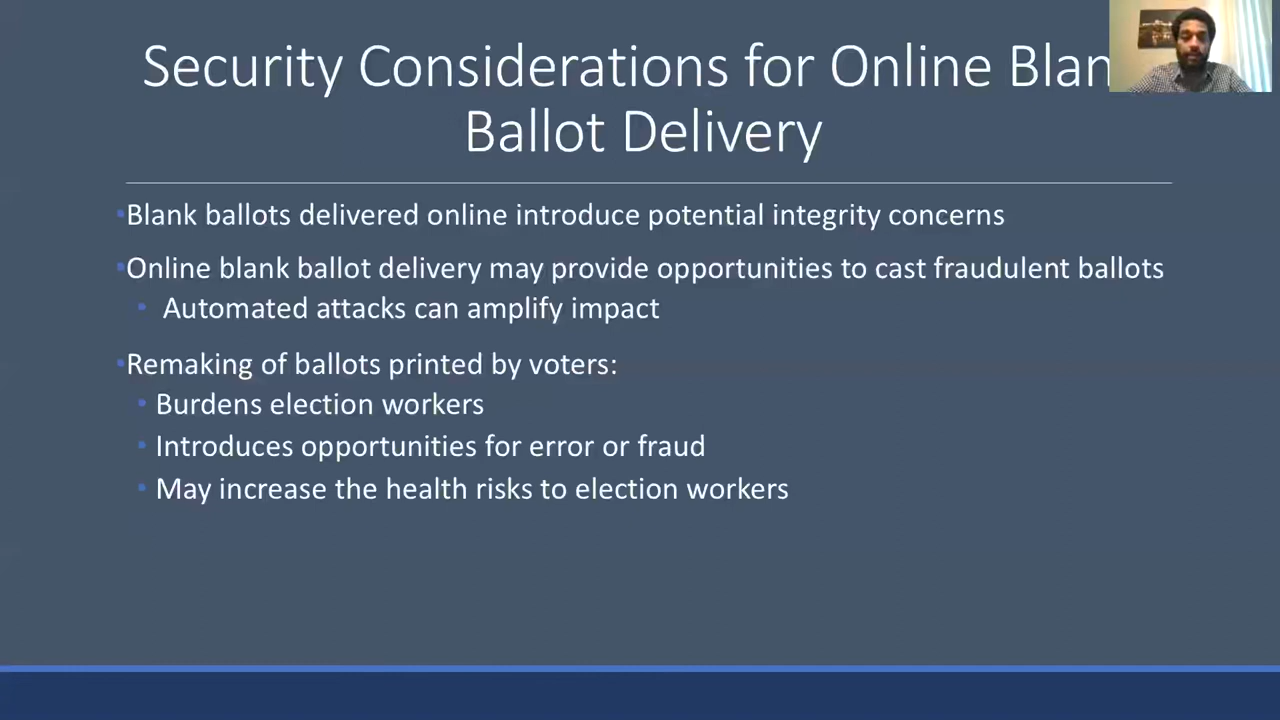 Security Considerations for Online Blan
Ballot Delivery
•Blank ballots delivered online introduce potential integrity concerns
•Online blank ballot delivery may provide opportunities to cast fraudulent ballots
• Automated attacks can amplify impact
•Remaking of ballots printed by voters:
• Burdens election workers
• Introduces opportunities for error or fraud
• May increase the health risks to election workers